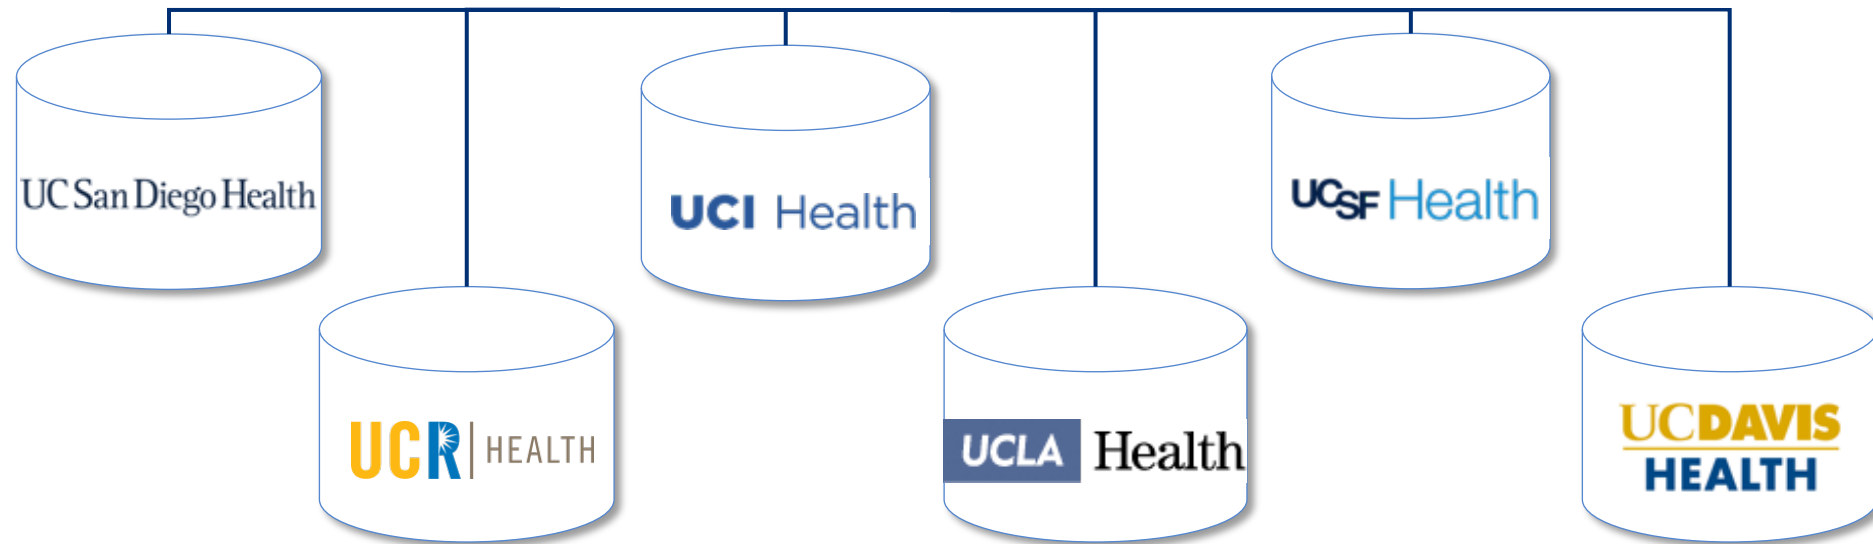 UC San Diego Health
UCI Health
UCSF Health
UCR HEALTH
UCLA Health
UCDAVIS
HEALTH